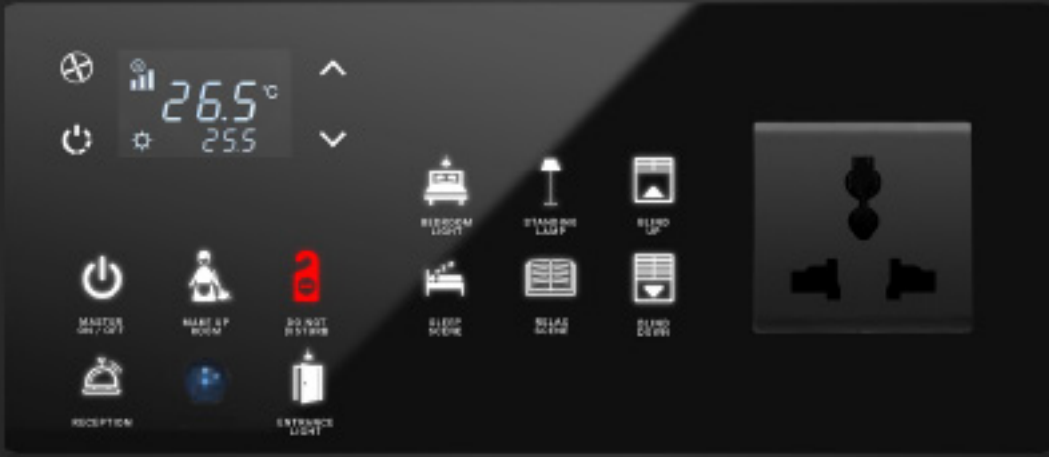 26.5°C
25.5
BEDROOM
LIGHT
STANDING
LAMP
BLIND
UP
MASTER
ON / OFF
MAKE UP
ROOM
DO NOT
DISTURB
SLEEP
SCENE
RELAX
SCENE
BLIND
DOWN
RECEPTION
ENTRANCE
LIGHT